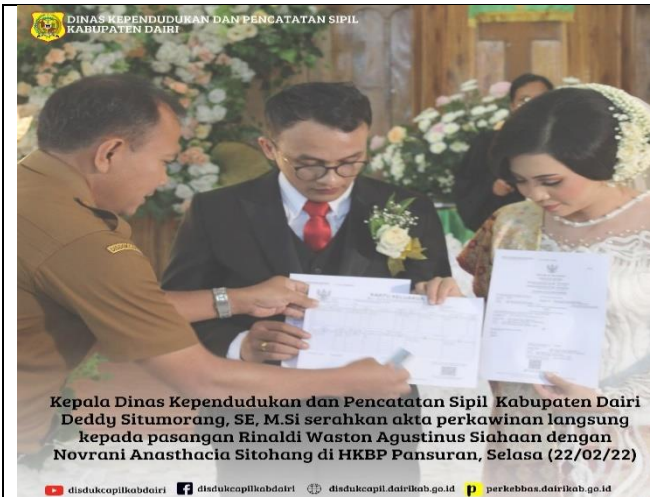 DINAS KEPENDUDUKAN DAN PENCATATAN SIPIL
KABUPATEN DAIRI
KARTU KELUARGA
Kepala Dinas Kependudukan dan Pencatatan Sipil Kabupaten Dairi
Deddy Situmorang, SE, M.Si serahkan akta perkawinan langsung
kepada pasangan Rinaldi Waston Agustinus Siahaan dengan
Novrani Anasthacia Sitohang di HKBP Pansuran, Selasa (22/02/22)
disdukcapilkabdairi disdukcapilkabdairi disdukcapil.dairikab.go.id perkebbas.dairikab.go.id